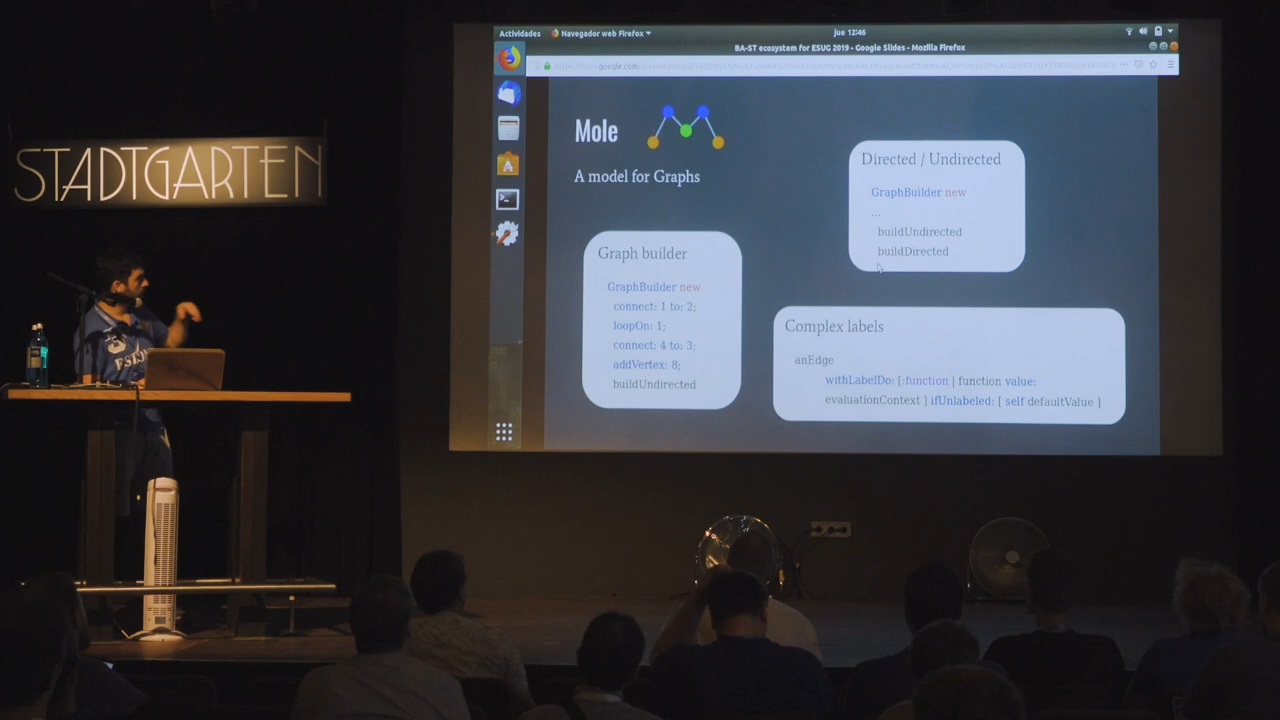 STADTGARTEN
Actividades
Navegador web Firefox
jue 12:46
BA-ST ecosystem for ESUG 2019 - Google Slides - Mozilla Firefox
Mole
A model for Graphs
Graph builder
GraphBuilder new
connect: 1 to: 2;
loopOn: 1;
connect: 4 to: 3;
addVertex: 8;
buildUndirected
Directed / Undirected
GraphBuilder new
...
buildUndirected
buildDirected
Complex labels
anEdge
withLabelDo: [:function | function value:
evaluationContext ] ifUnlabeled: [ self defaultValue ]